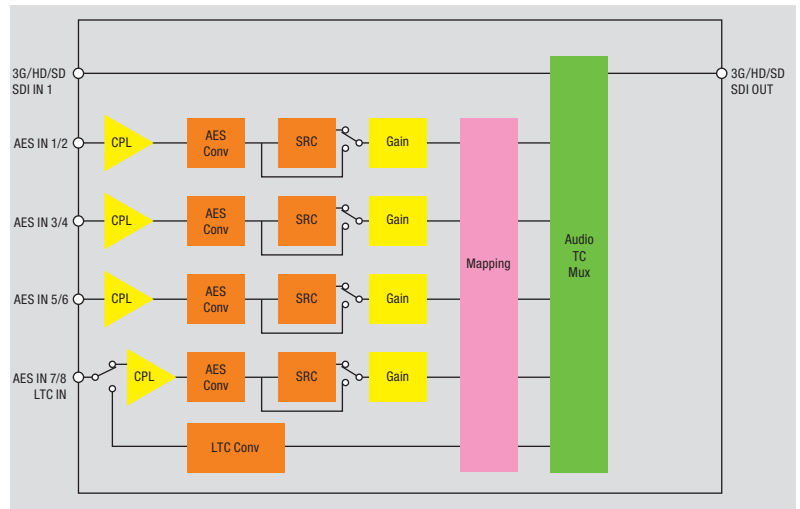 3G/HD/SD
SDI IN 1
3G/HD/SD
SDI OUT
AES IN 1/2
CPL
AES
Conv
SRC
Gain
AES IN 3/4
CPL
AES
Conv
SRC
Gain
Mapping
Audio
TC
Mux
AES IN 5/6
CPL
AES
Conv
SRC
Gain
AES IN 7/8
LTC IN
CPL
AES
Conv
SRC
Gain
LTC Conv